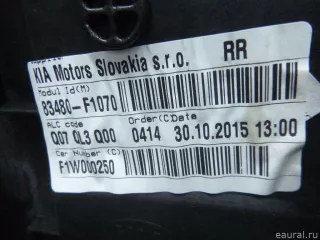 KIA Motors Slovakia s.r.o. RR
Modul Id(M)
83480-F1070
ALC code Order(C)Date
Q07 QL3 Q00 0414 30.10.2015 13:00
Car Number (C)
F1W000250
eaural.ru